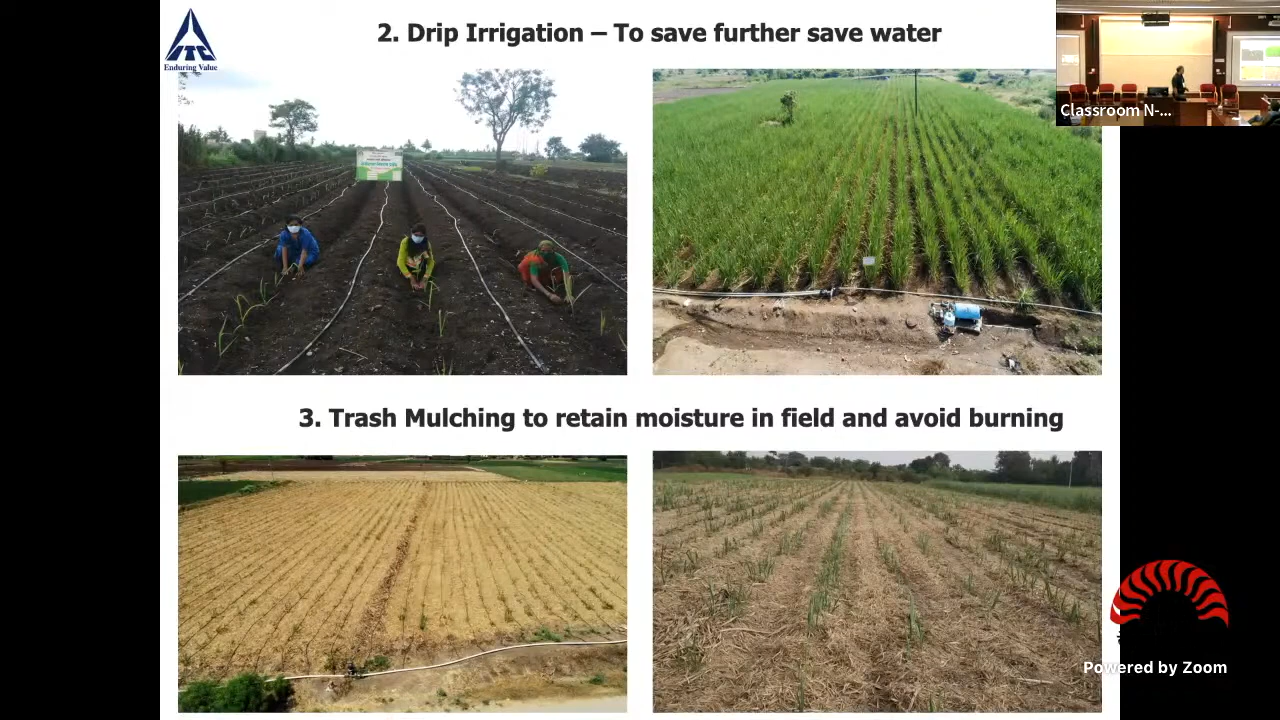 2. Drip Irrigation – To save further save water
ITC
Enduring Value
Classroom N-...
3. Trash Mulching to retain moisture in field and avoid burning
Powered by Zoom